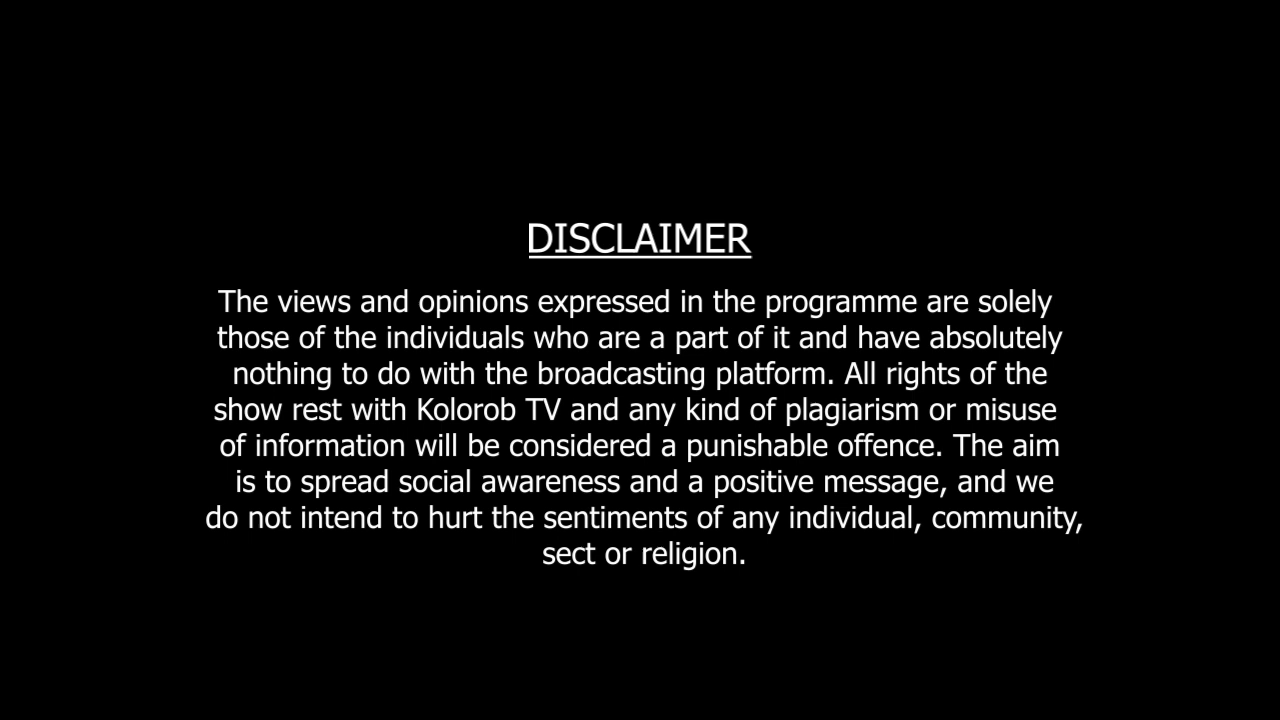 DISCLAIMER
The views and opinions expressed in the programme are solely
those of the individuals who are a part of it and have absolutely
nothing to do with the broadcasting platform. All rights of the
show rest with Kolorob TV and any kind of plagiarism or misuse
of information will be considered a punishable offence. The aim
is to spread social awareness and a positive message, and we
do not intend to hurt the sentiments of any individual, community,
sect or religion.